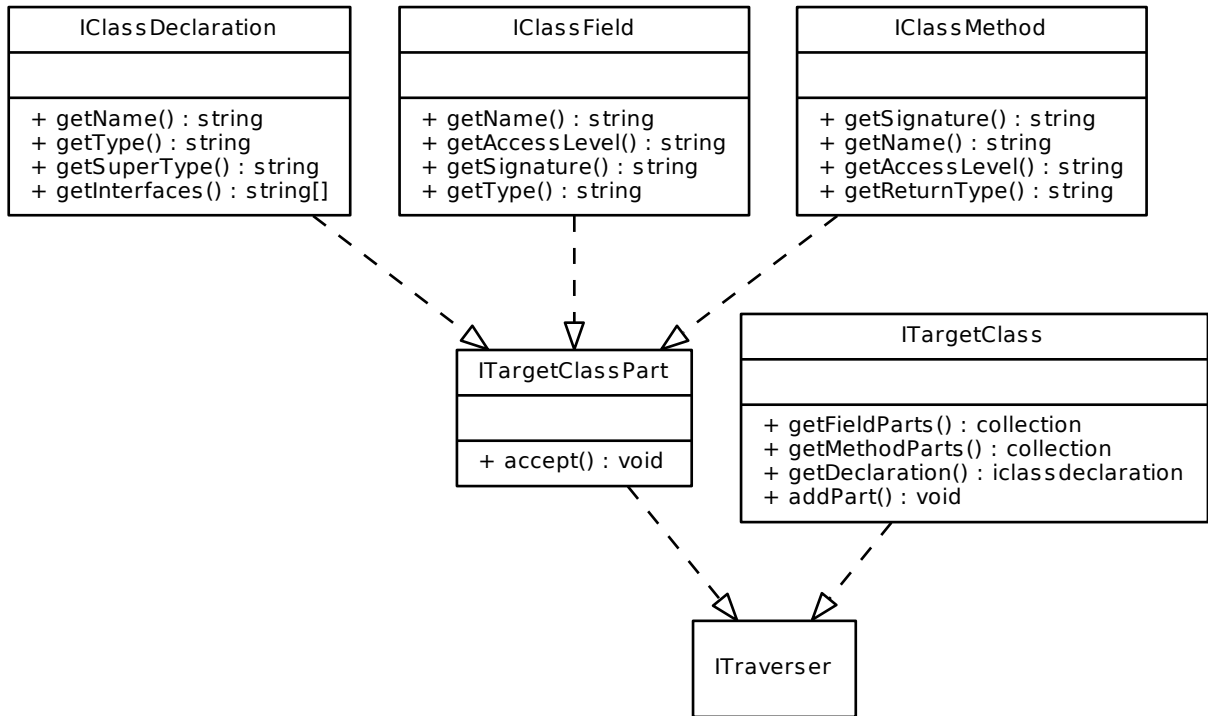 IClassDeclaration
+ getName() : string
+ getType() : string
+ getSuperType() : string
+ getInterfaces() : string[]
IClassField
+ getName() : string
+ getAccessLevel() : string
+ getSignature() : string
+ getType() : string
IClassMethod
+ getSignature() : string
+ getName() : string
+ getAccessLevel() : string
+ getReturnType() : string
ITargetClassPart
+ accept() : void
ITargetClass
+ getFieldParts() : collection
+ getMethodParts() : collection
+ getDeclaration() : iclassdeclaration
+ addPart() : void
ITraverser